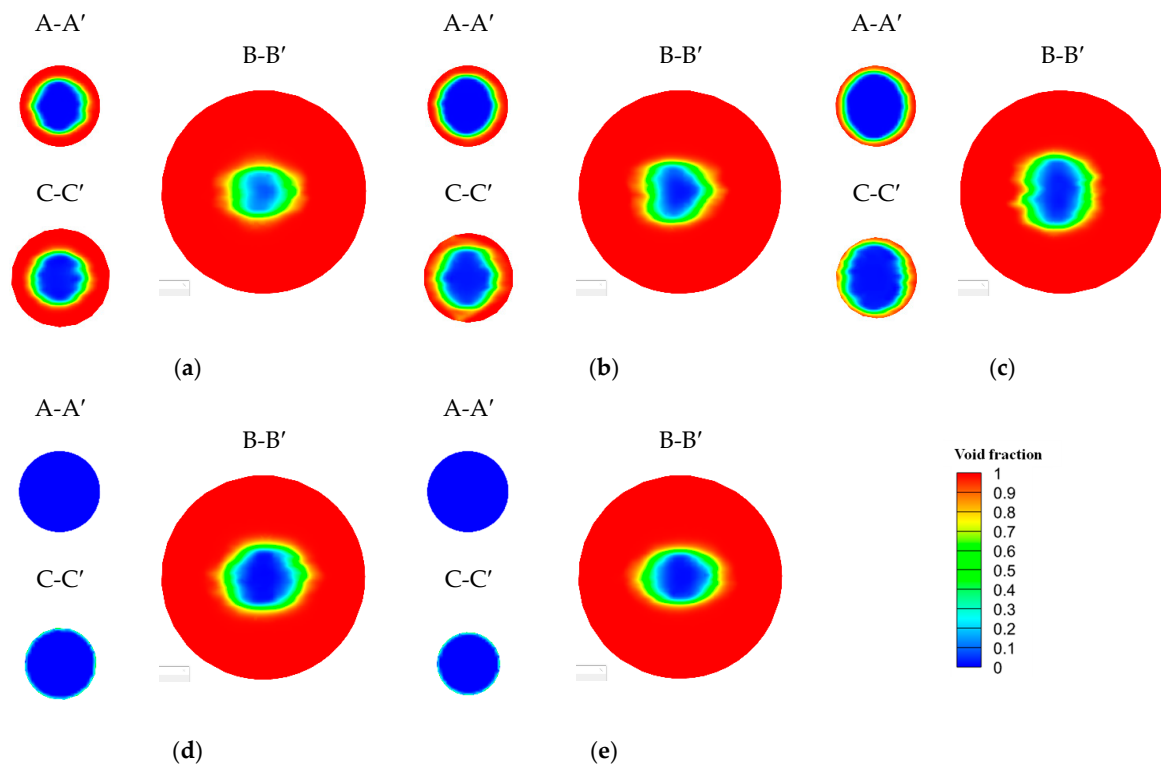 A-A′
B-B′
C-C′
(a)
A-A′
B-B′
C-C′
(b)
A-A′
B-B′
C-C′
(c)
A-A′
B-B′
C-C′
(d)
A-A′
B-B′
C-C′
(e)
Void fraction
1
0.9
0.8
0.7
0.6
0.5
0.4
0.3
0.2
0.1
0